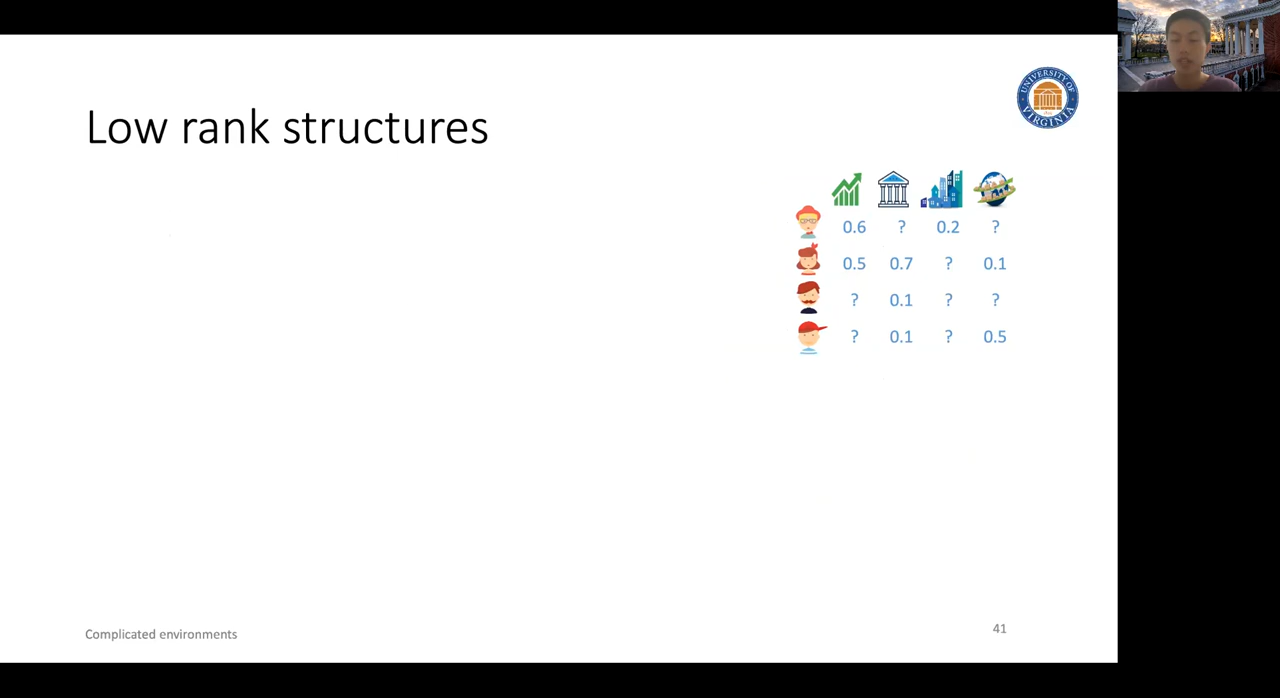 Low rank structures
UNIVERSITY OF
VIRGINIA
0.6 ? 0.2 ?
0.5 0.7 ? 0.1
? 0.1 ? ?
? 0.1 ? 0.5
Complicated environments
41